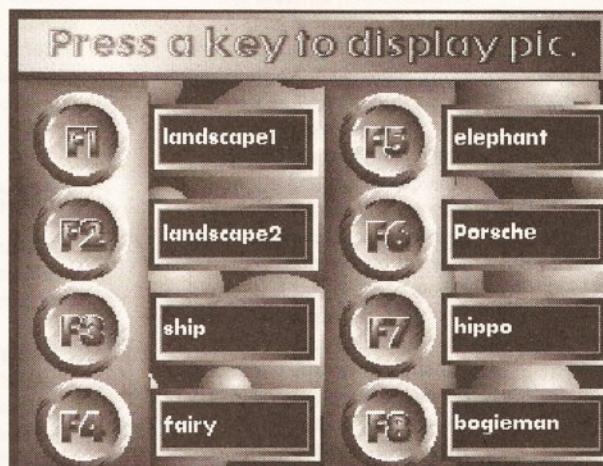 Press a key to display pic.
F1 landscape1
F2 landscape2
F3 ship
F4 fairy
F5 elephant
F6 Porsche
F7 hippo
F8 bogieman